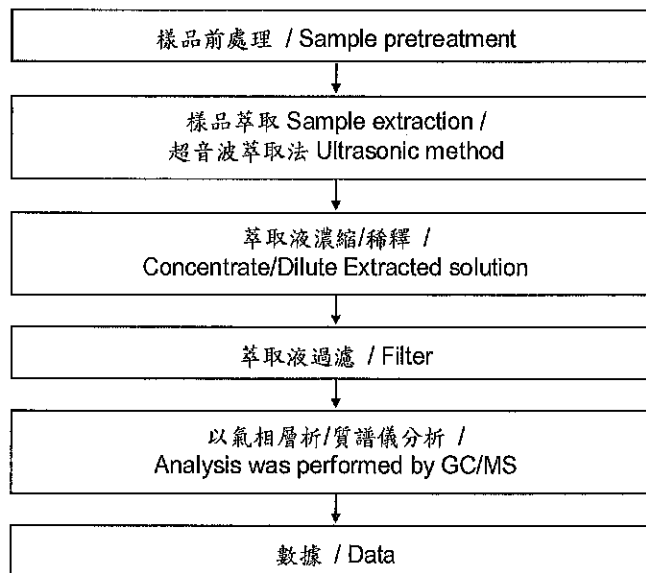 樣品前處理 / Sample pretreatment
樣品萃取 Sample extraction /
超音波萃取法 Ultrasonic method
萃取液濃縮/稀釋 /
Concentrate/Dilute Extracted solution
萃取液過濾 / Filter
以氣相層析/質譜儀分析 /
Analysis was performed by GC/MS
數據 / Data